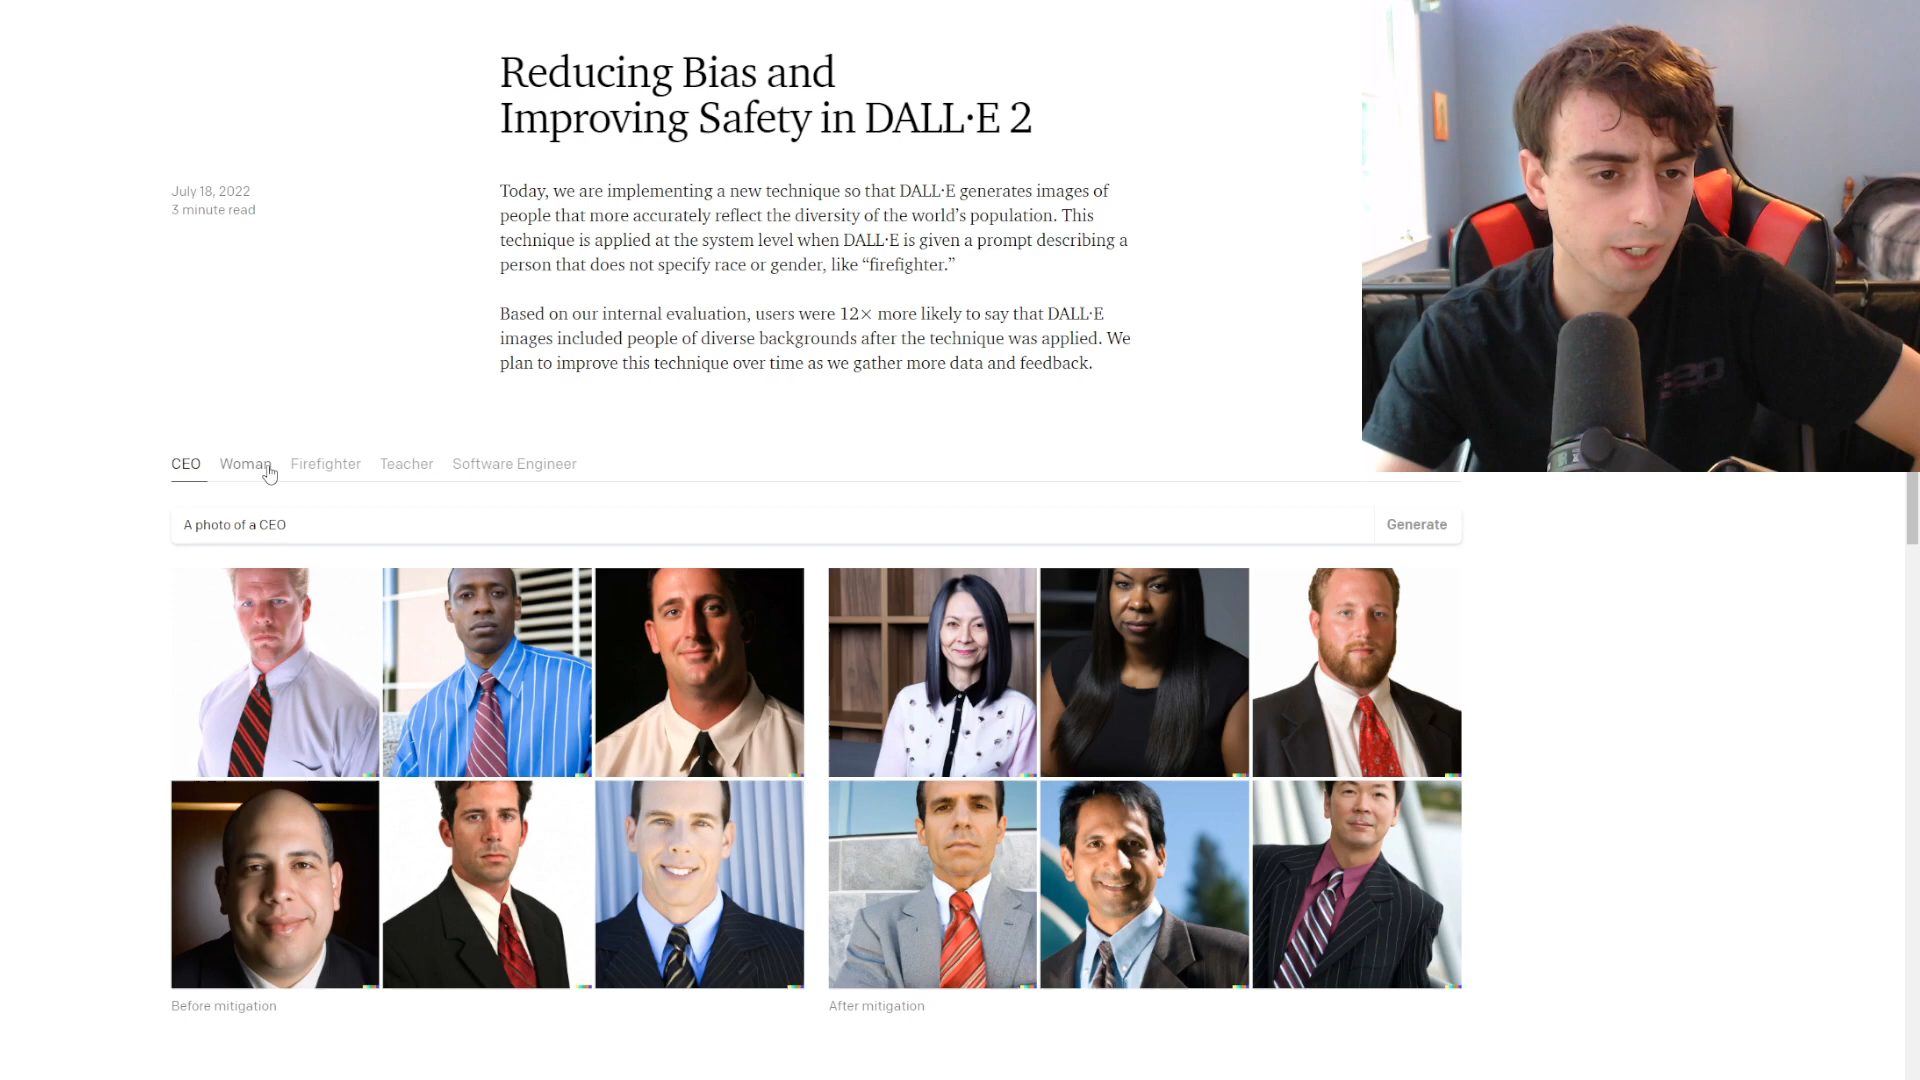 Reducing Bias and
Improving Safety in DALL·E 2
July 18, 2022
3 minute read
Today, we are implementing a new technique so that DALL·E generates images of
people that more accurately reflect the diversity of the world’s population. This
technique is applied at the system level when DALL·E is given a prompt describing a
person that does not specify race or gender, like “firefighter.”
Based on our internal evaluation, users were 12× more likely to say that DALL·E
images included people of diverse backgrounds after the technique was applied. We
plan to improve this technique over time as we gather more data and feedback.
CEO Woman Firefighter Teacher Software Engineer
A photo of a CEO Generate
Before mitigation After mitigation